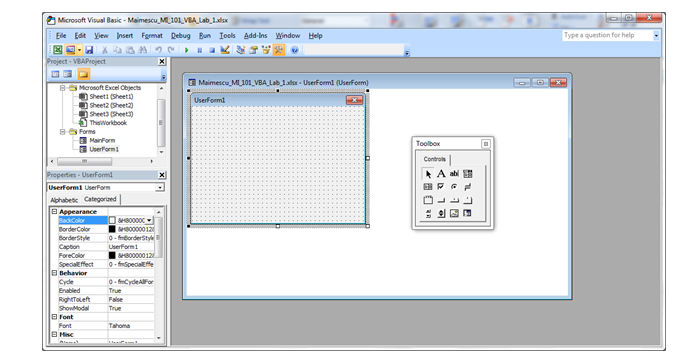 Microsoft Visual Basic - Maimescu_MI_101_VBA_Lab_1.xlsx
File Edit View Insert Format Debug Run Tools Add-Ins Window Help
Type a question for help
Project - VBAProject
Microsoft Excel Objects
Sheet1 (Sheet1)
Sheet2 (Sheet2)
Sheet3 (Sheet3)
ThisWorkbook
Forms
MainForm
UserForm1
Properties - UserForm1
UserForm1 UserForm
Alphabetic Categorized
Appearance
BackColor &H80000C
BorderColor &H80000012&
BorderStyle 0 - fmBorderStyle
Caption UserForm1
ForeColor &H80000012&
SpecialEffect 0 - fmSpecialEffe
Behavior
Cycle 0 - fmCycleAllFor
Enabled True
RightToLeft False
ShowModal True
Font
Font Tahoma
Misc
Maimescu_MI_101_VBA_Lab_1.xlsx - UserForm1 (UserForm)
UserForm1
Toolbox
Controls
A abl